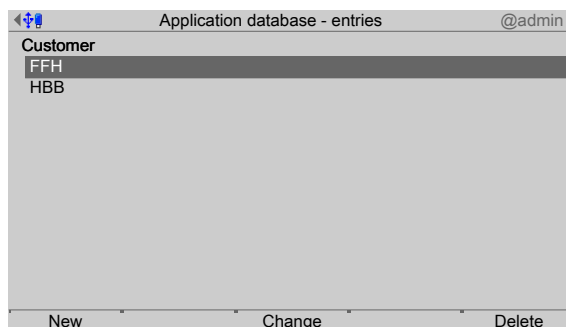 Application database - entries @admin
Customer
FFH
HBB
New Change Delete